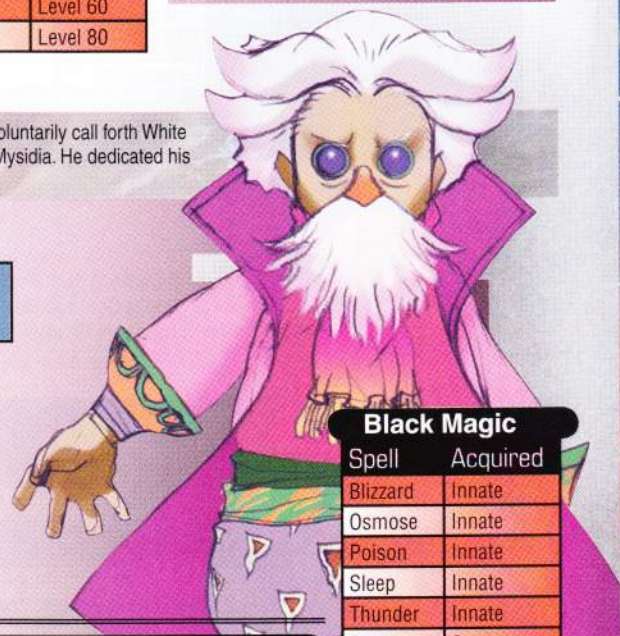 Level 60
Level 80
oluntarily call forth White
Mysidia. He dedicated his
Black Magic
Spell Acquired
Blizzard Innate
Osmose Innate
Poison Innate
Sleep Innate
Thunder Innate